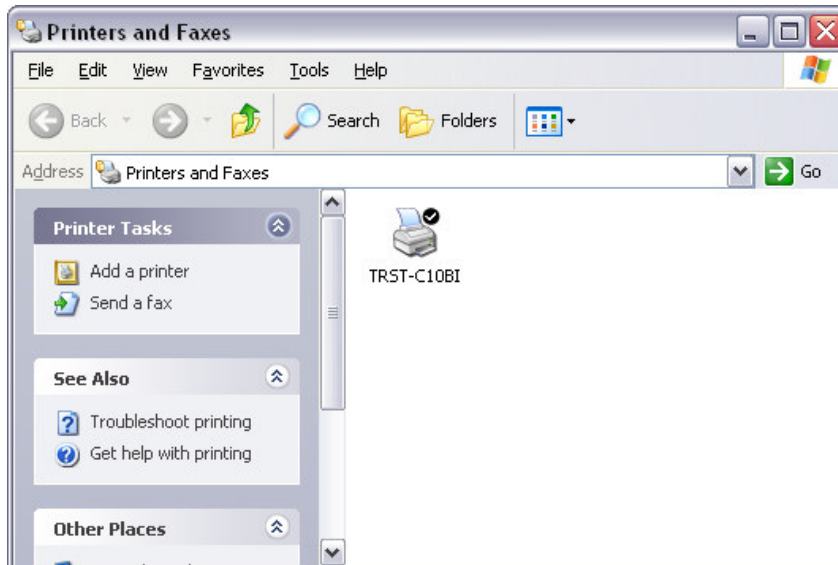 Printers and Faxes
File Edit View Favorites Tools Help
Back Search Folders
Address Printers and Faxes Go
Printer Tasks
Add a printer
Send a fax
See Also
Troubleshoot printing
Get help with printing
Other Places
TRST-C10BI